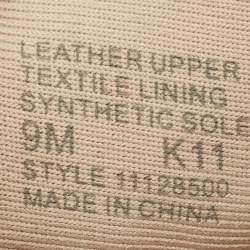 LEATHER UPPER
TEXTILE LINING
SYNTHETIC SOLE
9M K11
STYLE 11128500
MADE IN CHINA